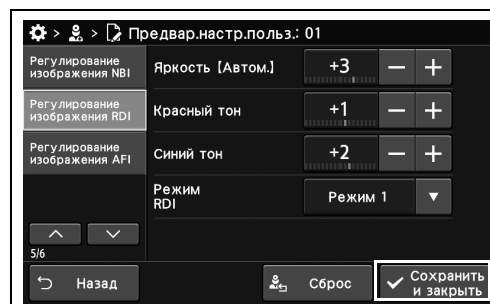 > > Предвар.настр.польз.: 01
Регулирование
изображения NBI
Яркость [Автом.]
+3
− +
Регулирование
изображения RDI
Красный тон
+1
− +
Регулирование
изображения AFI
Синий тон
+2
− +
Режим
RDI
Режим 1
5/6
Назад
Сброс
Сохранить
и закрыть